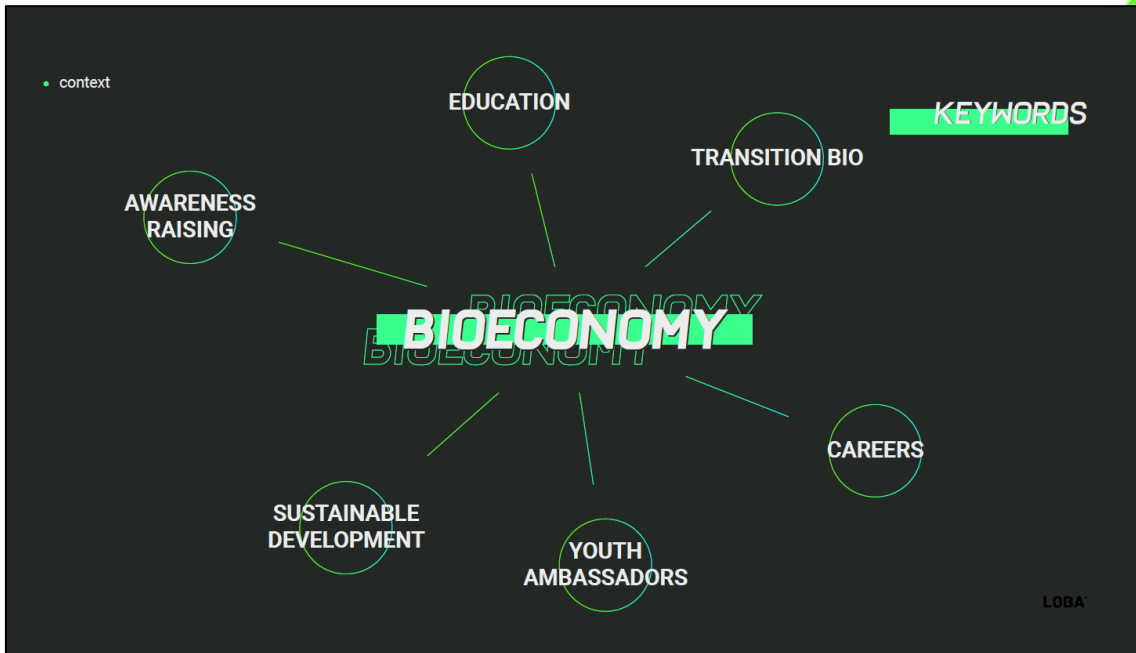 context
EDUCATION
KEYWORDS
TRANSITION BIO
AWARENESS
RAISING
BIOECONOMY
BIOECONOMY
BIOECONOMY
CAREERS
SUSTAINABLE
DEVELOPMENT
YOUTH
AMBASSADORS
LOBA